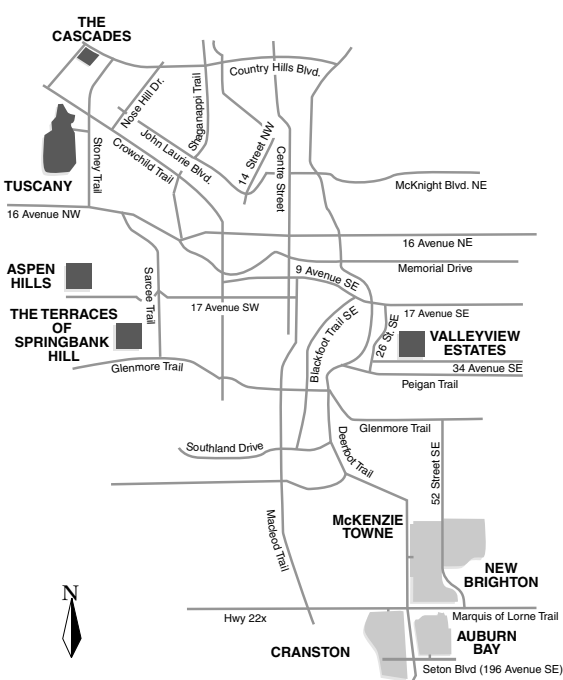 THE
CASCADES
Country Hills Blvd.
Nose Hill Dr.
Shaganappi Trail
John Laurie Blvd.
14 Street NW
Crowchild Trail
Stoney Trail
Centre Street
TUSCANY
McKnight Blvd. NE
16 Avenue NW
16 Avenue NE
Memorial Drive
9 Avenue SE
ASPEN
HILLS
Sarcee Trail
17 Avenue SW
17 Avenue SE
THE TERRACES
OF
SPRINGBANK
HILL
Blackfoot Trail SE
26 St. SE
VALLEYVIEW
ESTATES
34 Avenue SE
Glenmore Trail
Peigan Trail
Glenmore Trail
Southland Drive
Deerfoot Trail
52 Street SE
Macleod Trail
McKENZIE
TOWNE
NEW
BRIGHTON
N
Hwy 22x
Marquis of Lorne Trail
CRANSTON
AUBURN
BAY
Seton Blvd (196 Avenue SE)